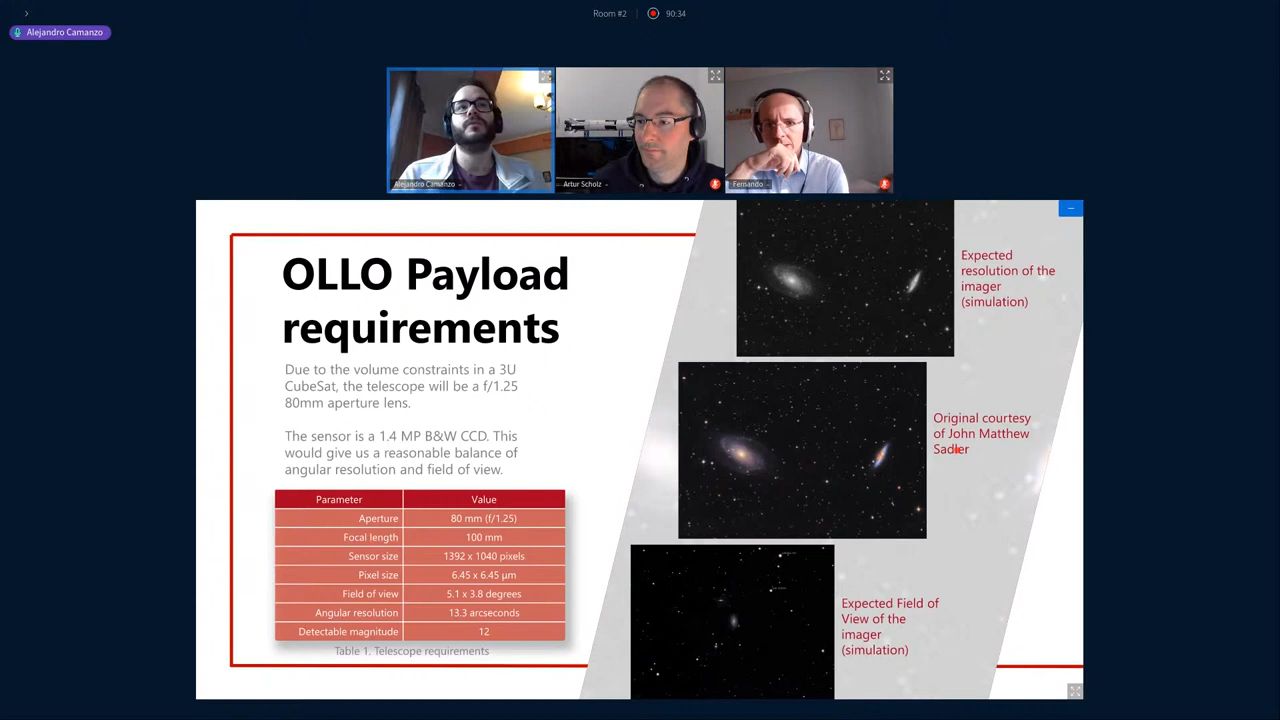 Room #2
90:34
Alejandro Camanzo
Alejandro Camanzo
Artur Scholz
Fernando
OLLO Payload
requirements
Due to the volume constraints in a 3U
CubeSat, the telescope will be a f/1.25
80mm aperture lens.
The sensor is a 1.4 MP B&W CCD. This
would give us a reasonable balance of
angular resolution and field of view.
Parameter Value
Aperture 80 mm (f/1.25)
Focal length 100 mm
Sensor size 1392 x 1040 pixels
Pixel size 6.45 x 6.45 µm
Field of view 5.1 x 3.8 degrees
Angular resolution 13.3 arcseconds
Detectable magnitude 12
Table 1. Telescope requirements
Expected
resolution of the
imager
(simulation)
Original courtesy
of John Matthew
Sadler
Expected Field of
View of the
imager
(simulation)